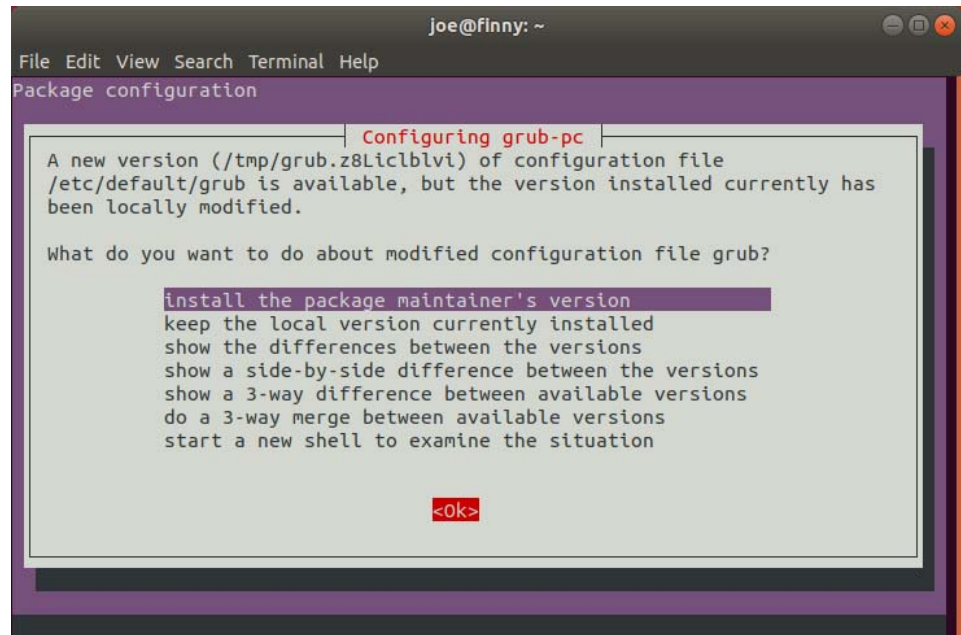 joe@finny: ~
File Edit View Search Terminal Help
Package configuration
Configuring grub-pc
A new version (/tmp/grub.z8Liclblvi) of configuration file
/etc/default/grub is available, but the version installed currently has
been locally modified.
What do you want to do about modified configuration file grub?
install the package maintainer's version
keep the local version currently installed
show the differences between the versions
show a side-by-side difference between the versions
show a 3-way difference between available versions
do a 3-way merge between available versions
start a new shell to examine the situation
<Ok>